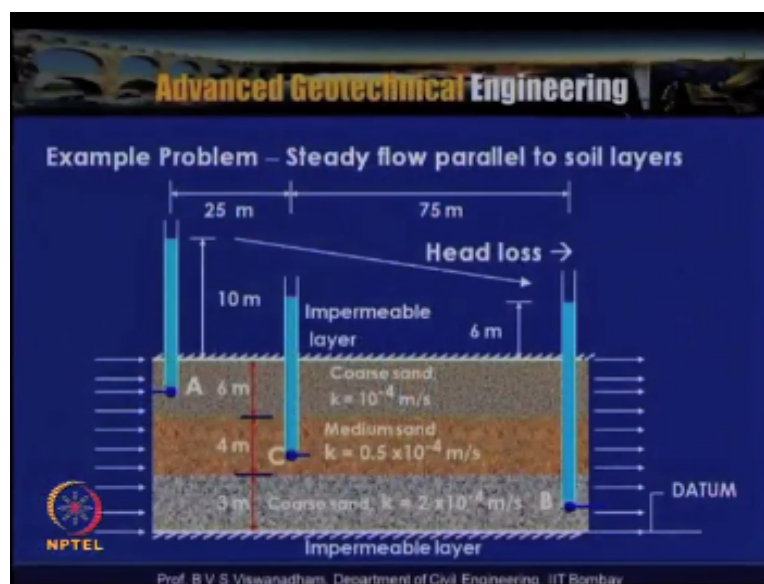 Advanced Geotechnical Engineering
Example Problem – Steady flow parallel to soil layers
25 m
75 m
Head loss →
10 m
Impermeable
layer
6 m
Coarse sand,
k = 10⁻⁴ m/s
A
6 m
Medium sand
k = 0.5 x10⁻⁴ m/s
4 m
C
3 m
Coarse sand, k = 2 x10⁻⁴ m/s
B
DATUM
NPTEL
Impermeable layer
Prof. B V S Viswanadham, Department of Civil Engineering, IIT Bombay